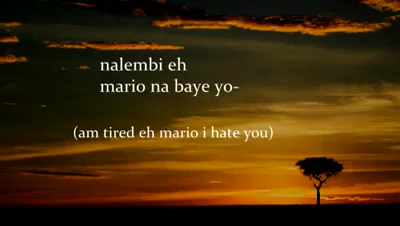 nalembi eh
mario na baye yo-
(am tired eh mario i hate you)